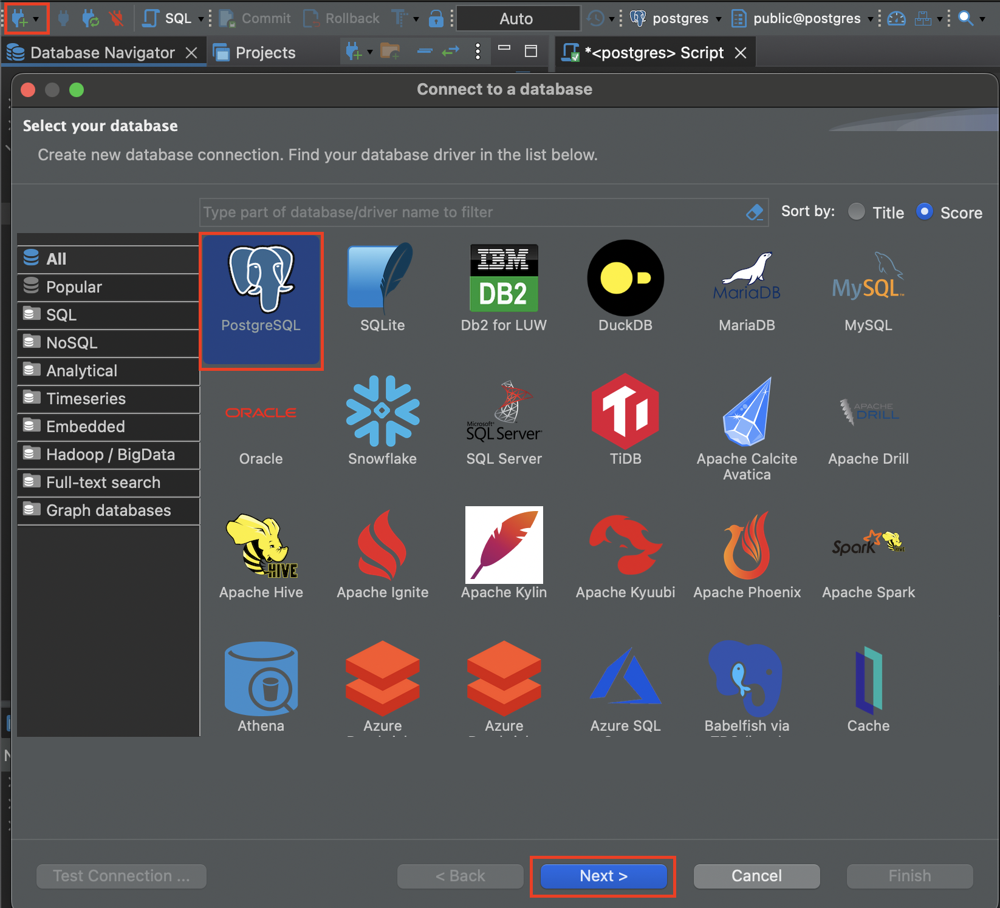 SQL
Commit
Rollback
Auto
postgres
public@postgres
Database Navigator
Projects
*<postgres> Script
Connect to a database
Select your database
Create new database connection. Find your database driver in the list below.
Type part of database/driver name to filter
Sort by:
Title
Score
All
Popular
SQL
NoSQL
Analytical
Timeseries
Embedded
Hadoop / BigData
Full-text search
Graph databases
PostgreSQL
SQLite
IBM
DB2
Db2 for LUW
DuckDB
MariaDB
MariaDB
MySQL
MySQL
ORACLE
Oracle
Snowflake
Microsoft
SQL Server
SQL Server
TiDB
Apache Calcite
Avatica
APACHE
DRILL
Apache Drill
HIVE
Apache Hive
Apache Ignite
Apache Kylin
Apache Kyuubi
Apache Phoenix
Spark
HIVE
Apache Spark
Athena
Azure
Azure
Azure SQL
Babelfish via
Cache
Test Connection ...
< Back
Next >
Cancel
Finish